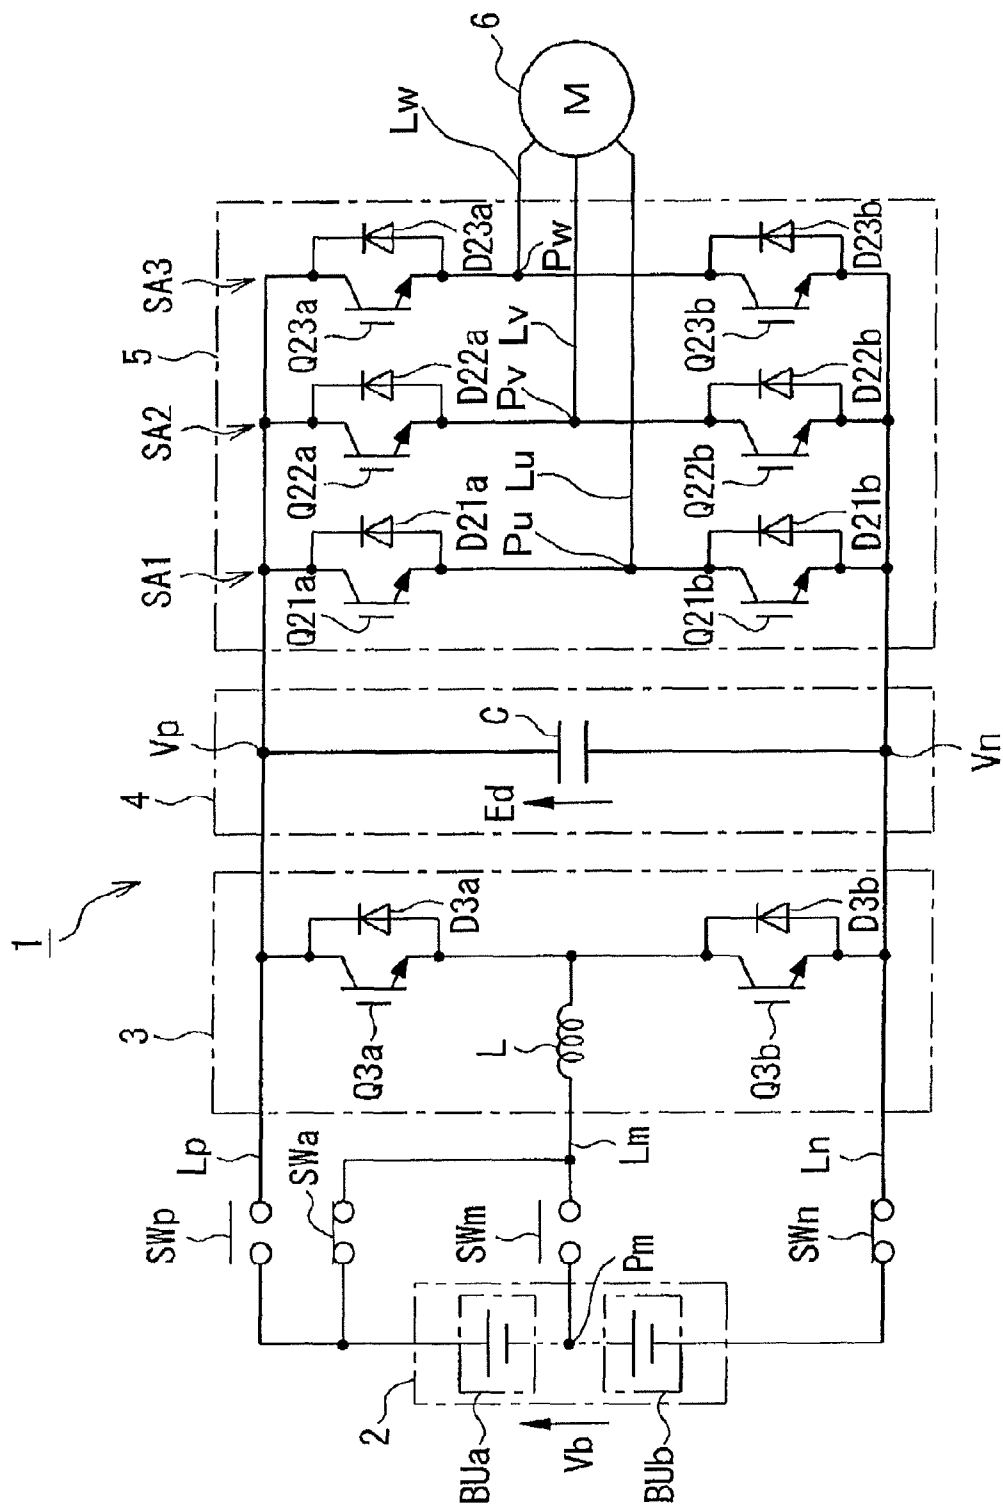 1
SWp
Lp
SWa
3
Q3a
D3a
4
Vp
Ed
C
SA1
SA2
SA3
5
Q21a
D21a
Q22a
D22a
Q23a
D23a
Lw
6
M
2
BUa
Vb
BUb
Pm
SWm
Lm
L
Pu
Lu
Pv
Lv
Pw
SWn
Ln
Q3b
D3b
Vn
Q21b
D21b
Q22b
D22b
Q23b
D23b